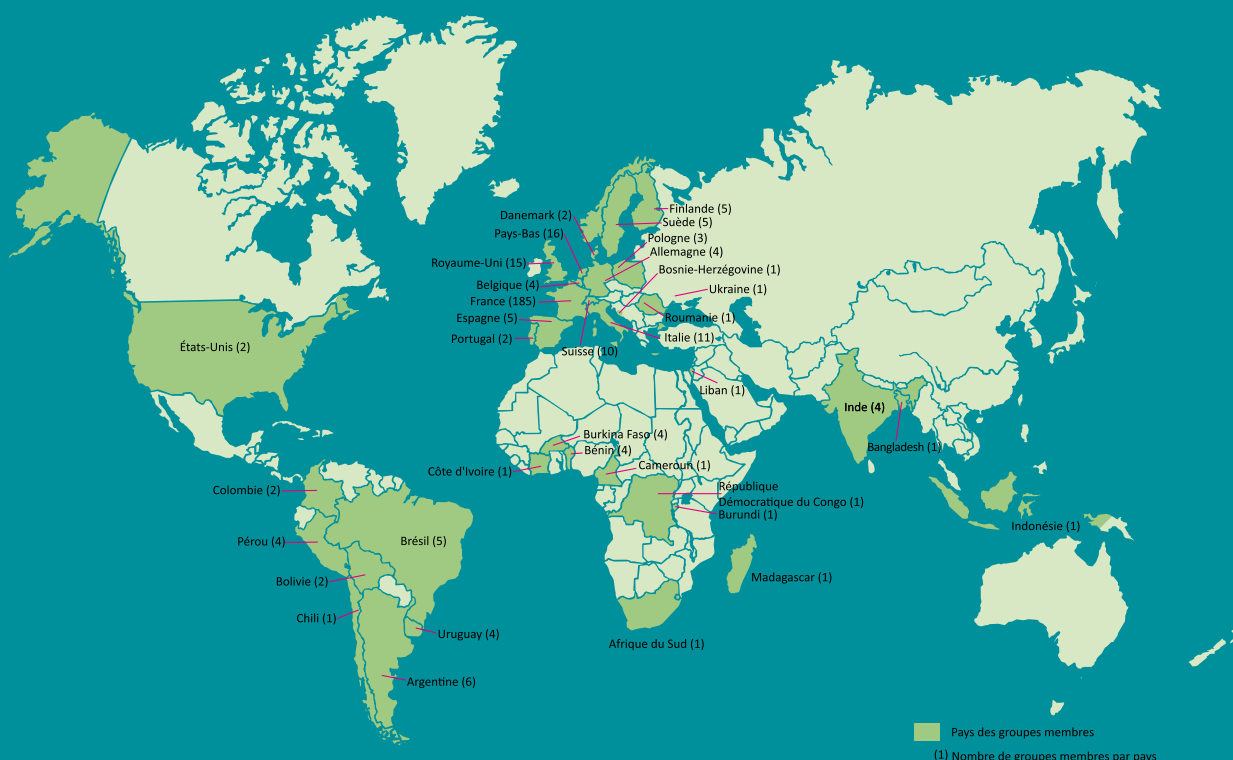 Finlande (5)
Danemark (2)
Suède (5)
Pays-Bas (16)
Pologne (3)
Allemagne (4)
Royaume-Uni (15)
Bosnie-Herzégovine (1)
Belgique (4)
Ukraine (1)
France (185)
Espagne (5)
Roumanie (1)
Portugal (2)
Italie (11)
États-Unis (2)
Suisse (10)
Liban (1)
Inde (4)
Burkina Faso (4)
Bangladesh (1)
Bénin (4)
Cameroun (1)
Côte d'Ivoire (1)
République
Démocratique du Congo (1)
Colombie (2)
Burundi (1)
Indonésie (1)
Pérou (4)
Brésil (5)
Madagascar (1)
Bolivie (2)
Chili (1)
Uruguay (4)
Afrique du Sud (1)
Argentine (6)
Pays des groupes membres
(1) Nombre de groupes membres par pays